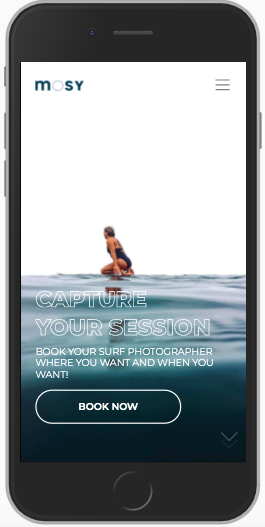 mosy
CAPTURE
YOUR SESSION
BOOK YOUR SURF PHOTOGRAPHER
WHERE YOU WANT AND WHEN YOU
WANT!
BOOK NOW